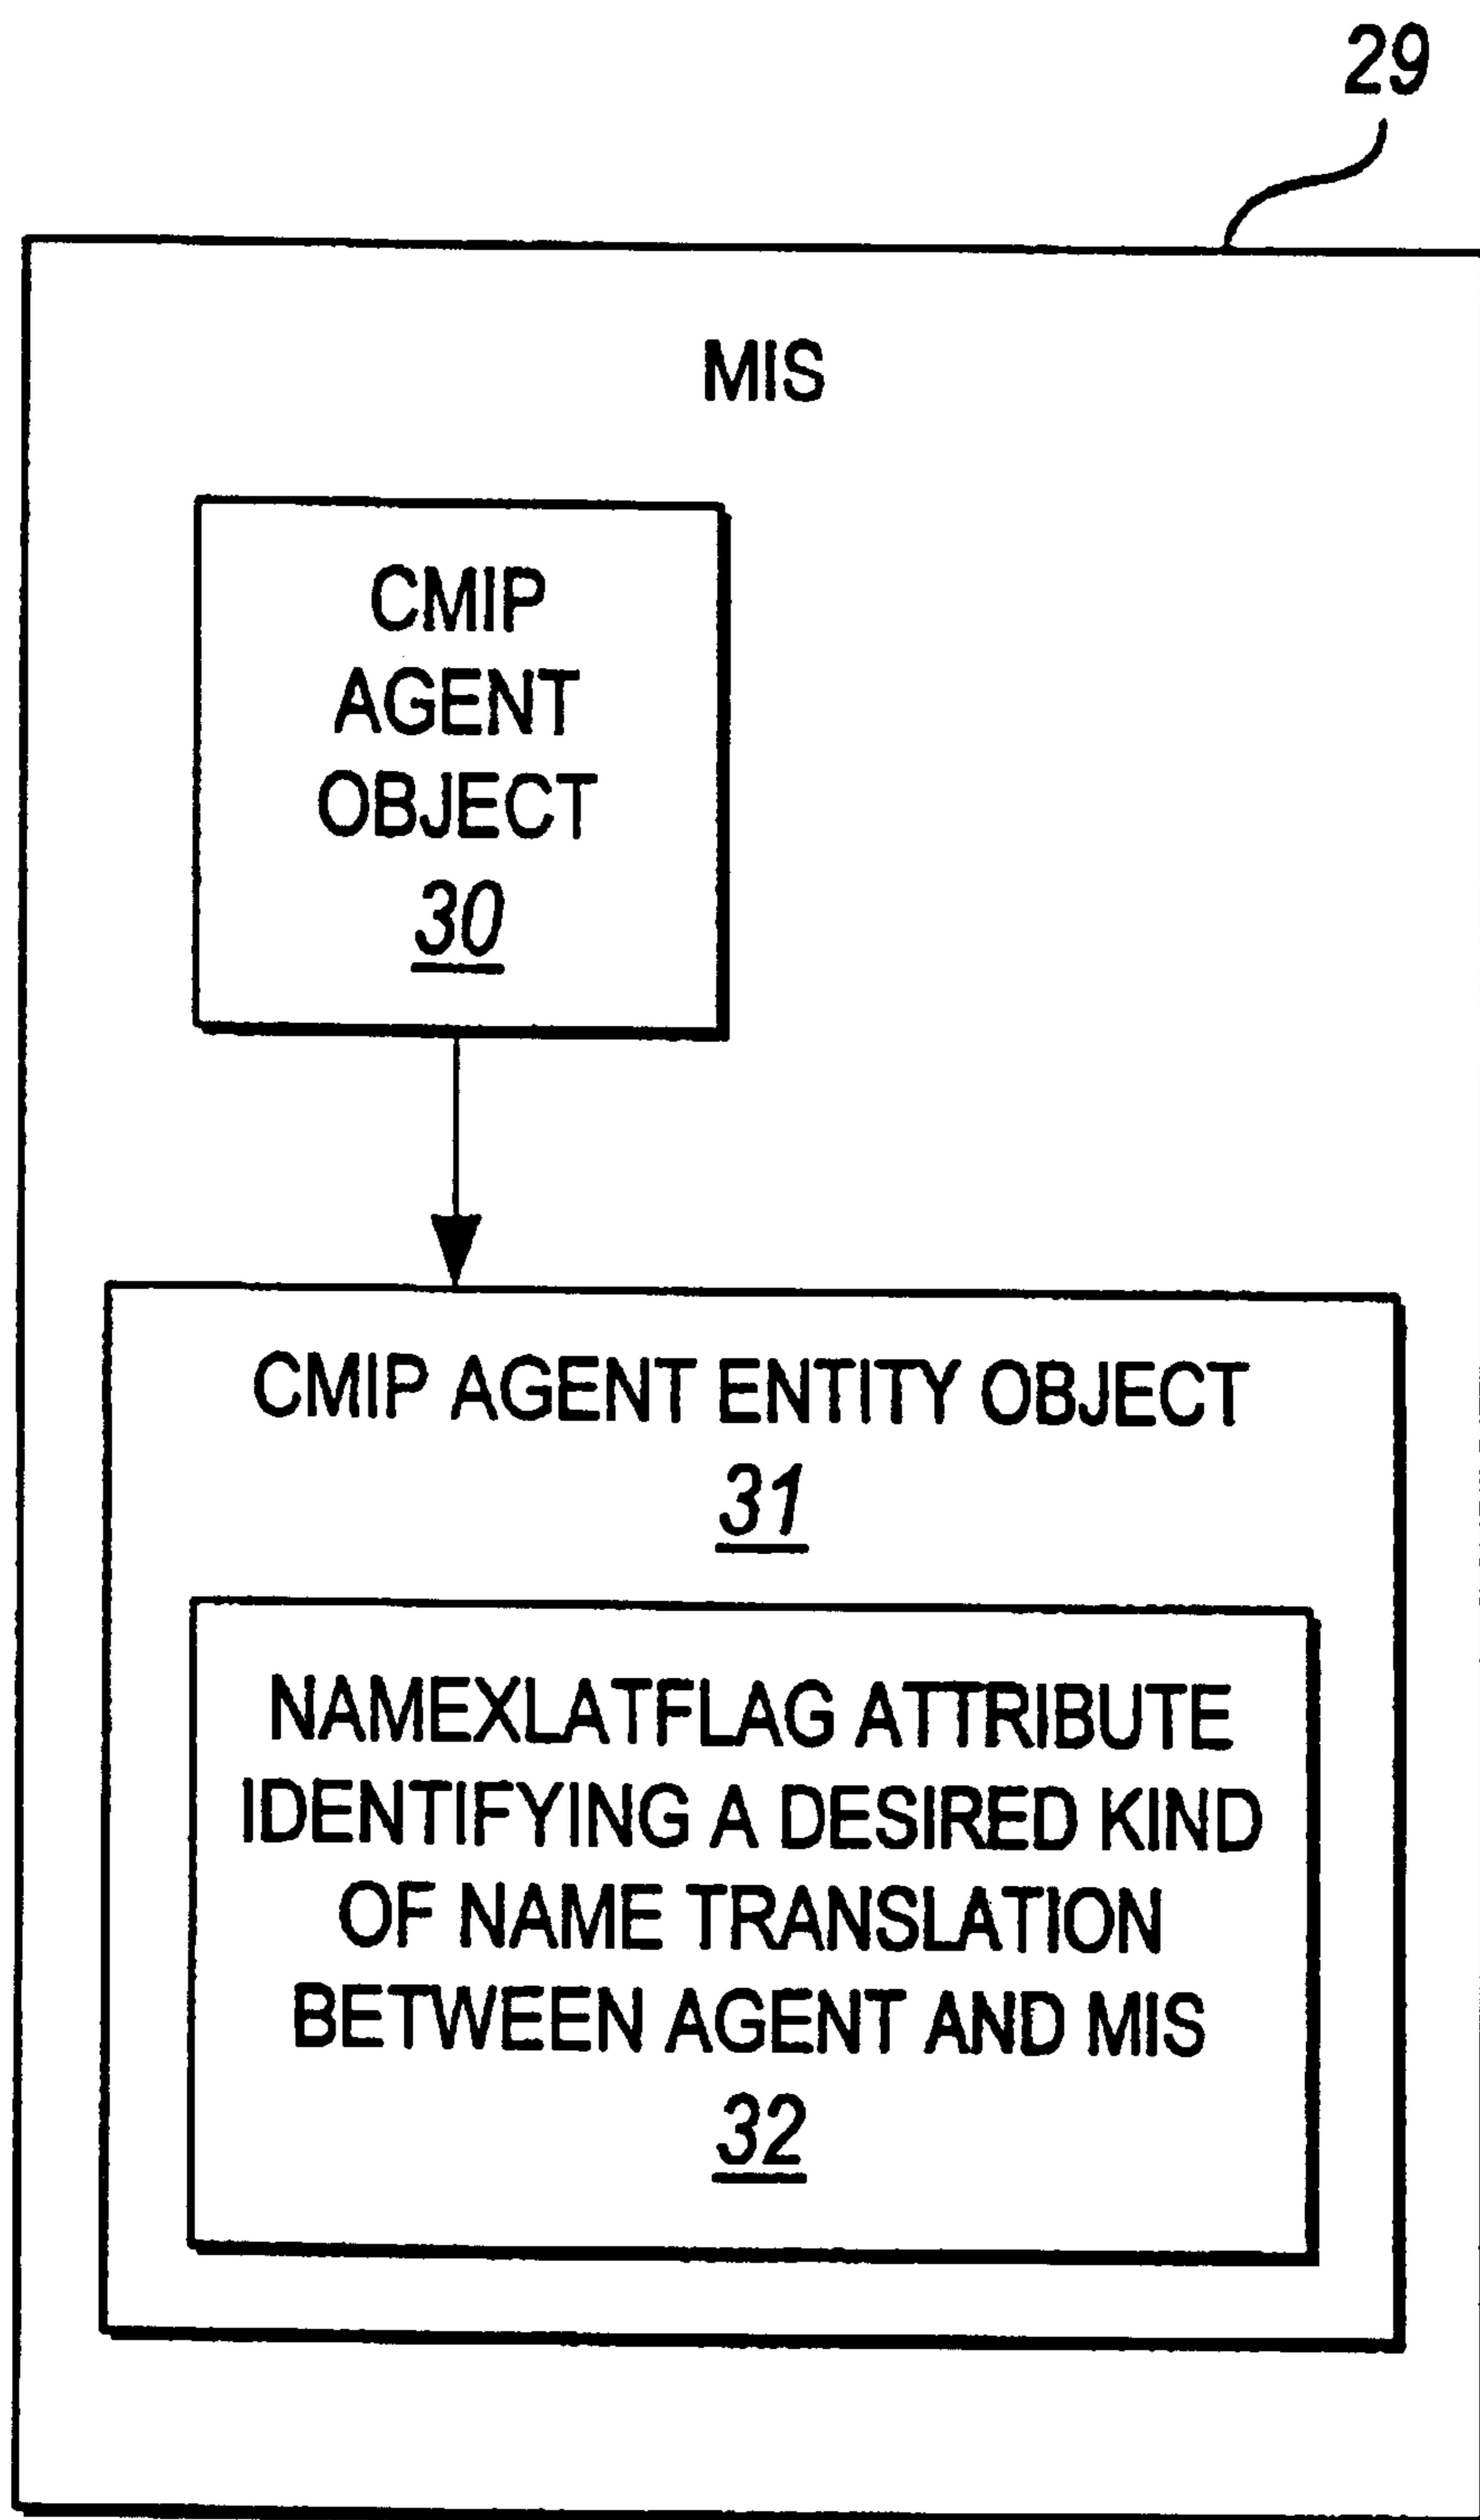 29
MIS
CMIP
AGENT
OBJECT
30
CMIP AGENT ENTITY OBJECT
31
NAMEXLATFLAG ATTRIBUTE
IDENTIFYING A DESIRED KIND
OF NAME TRANSLATION
BETWEEN AGENT AND MIS
32